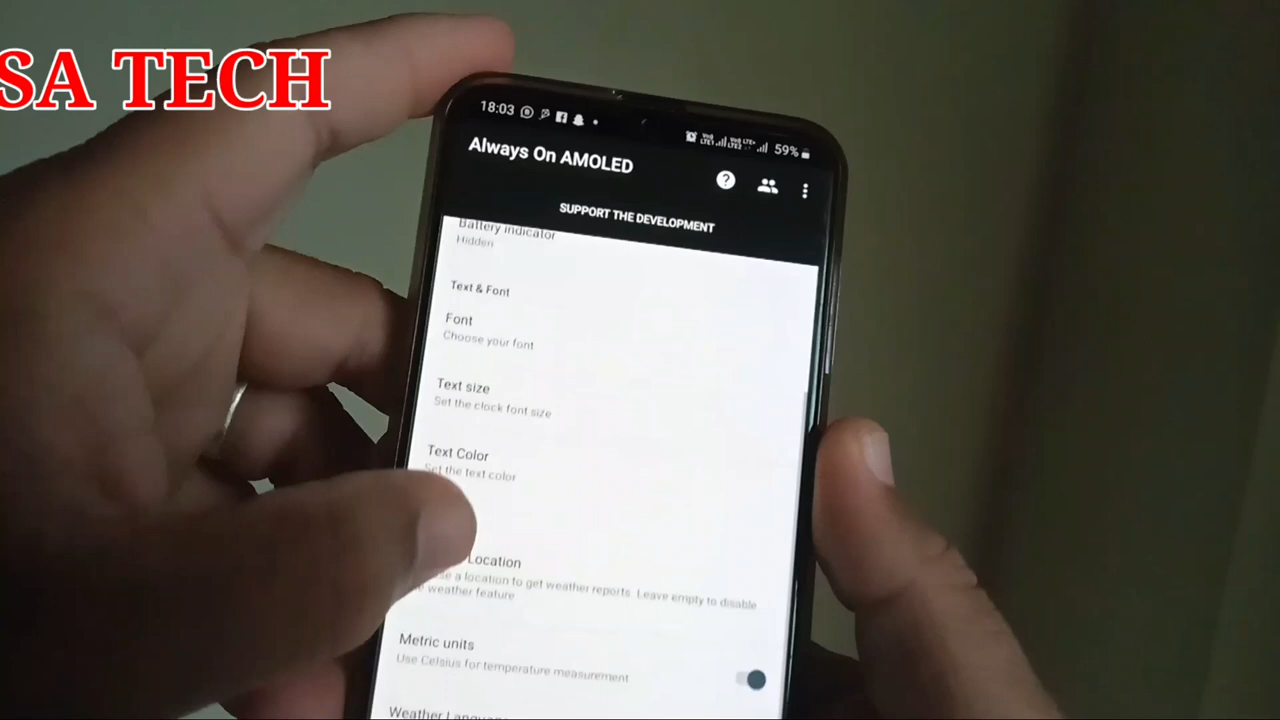 SA TECH
18:03
59%
Always On AMOLED
SUPPORT THE DEVELOPMENT
Battery indicator
Hidden
Text & Font
Font
Choose your font
Text size
Set the clock font size
Text Color
Set the text color
Location
a location to get weather reports. Leave empty to disable
weather feature
Metric units
Use Celsius for temperature measurement
Weather